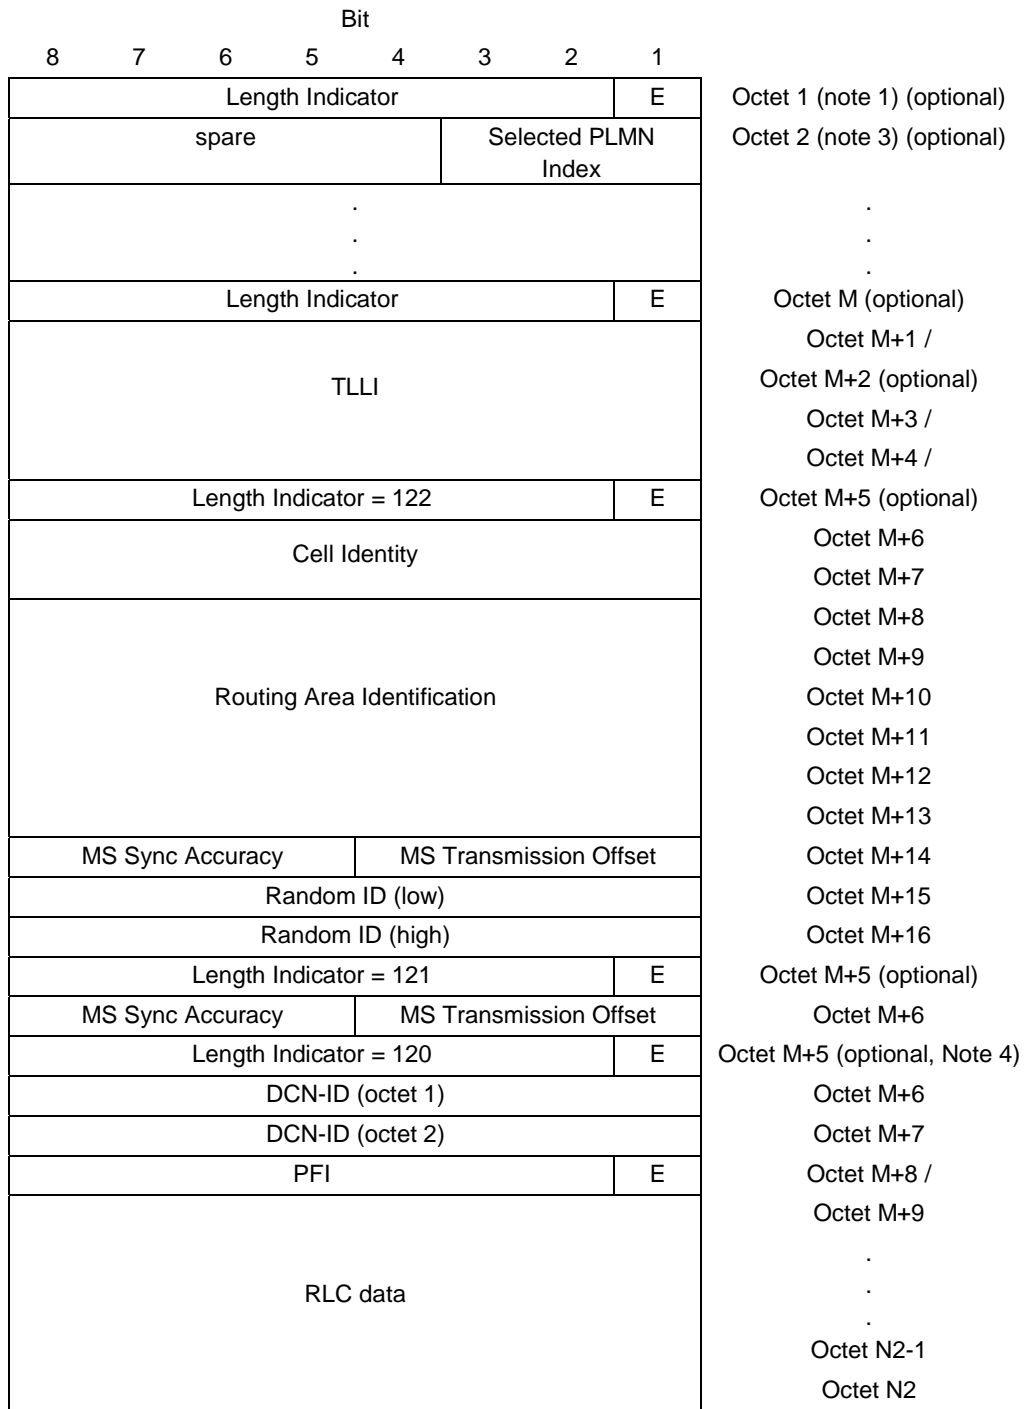 Bit
8 7 6 5 4 3 2 1
Length Indicator E Octet 1 (note 1) (optional)
spare Selected PLMN Octet 2 (note 3) (optional)
Index
. .
. .
. .
Length Indicator E Octet M (optional)
Octet M+1 /
TLLI Octet M+2 (optional)
Octet M+3 /
Octet M+4 /
Length Indicator = 122 E Octet M+5 (optional)
Cell Identity Octet M+6
Octet M+7
Octet M+8
Octet M+9
Routing Area Identification Octet M+10
Octet M+11
Octet M+12
Octet M+13
MS Sync Accuracy MS Transmission Offset Octet M+14
Random ID (low) Octet M+15
Random ID (high) Octet M+16
Length Indicator = 121 E Octet M+5 (optional)
MS Sync Accuracy MS Transmission Offset Octet M+6
Length Indicator = 120 E Octet M+5 (optional, Note 4)
DCN-ID (octet 1) Octet M+6
DCN-ID (octet 2) Octet M+7
PFI E Octet M+8 /
Octet M+9
.
RLC data .
.
Octet N2-1
Octet N2